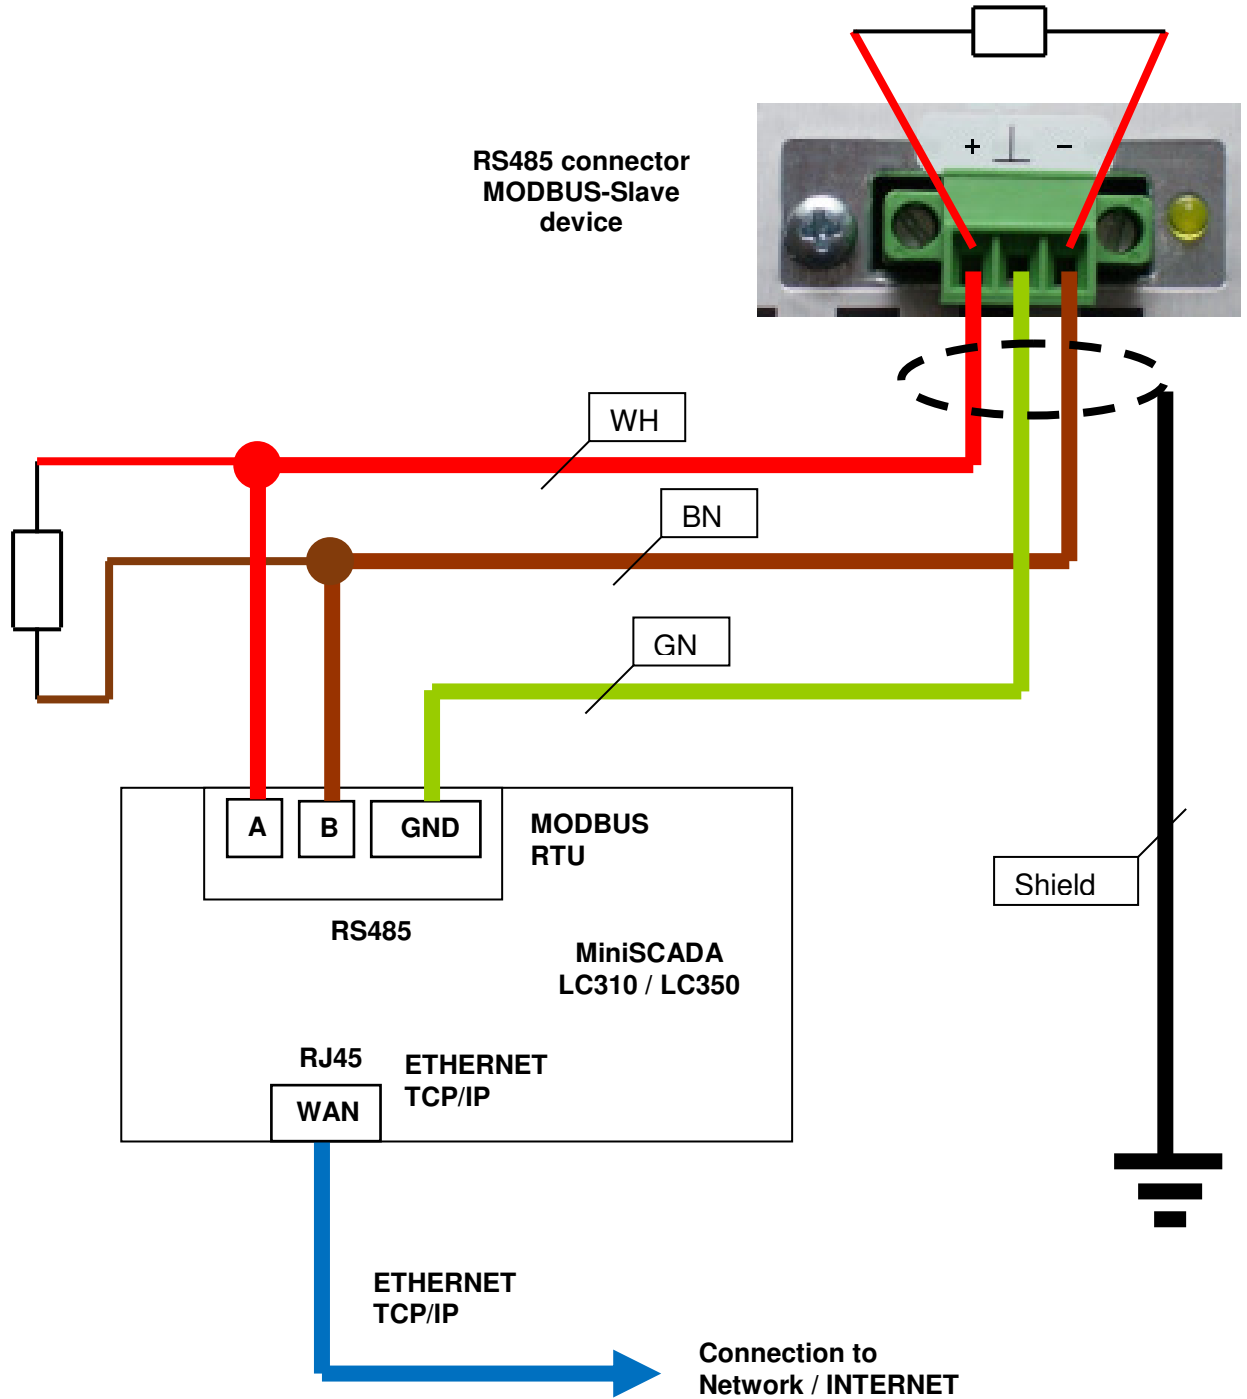 RS485 connector
MODBUS-Slave
device
+ ⊥ −
WH
BN
GN
A B GND
MODBUS
RTU
RS485
Shield
MiniSCADA
LC310 / LC350
RJ45
ETHERNET
TCP/IP
WAN
ETHERNET
TCP/IP
Connection to
Network / INTERNET